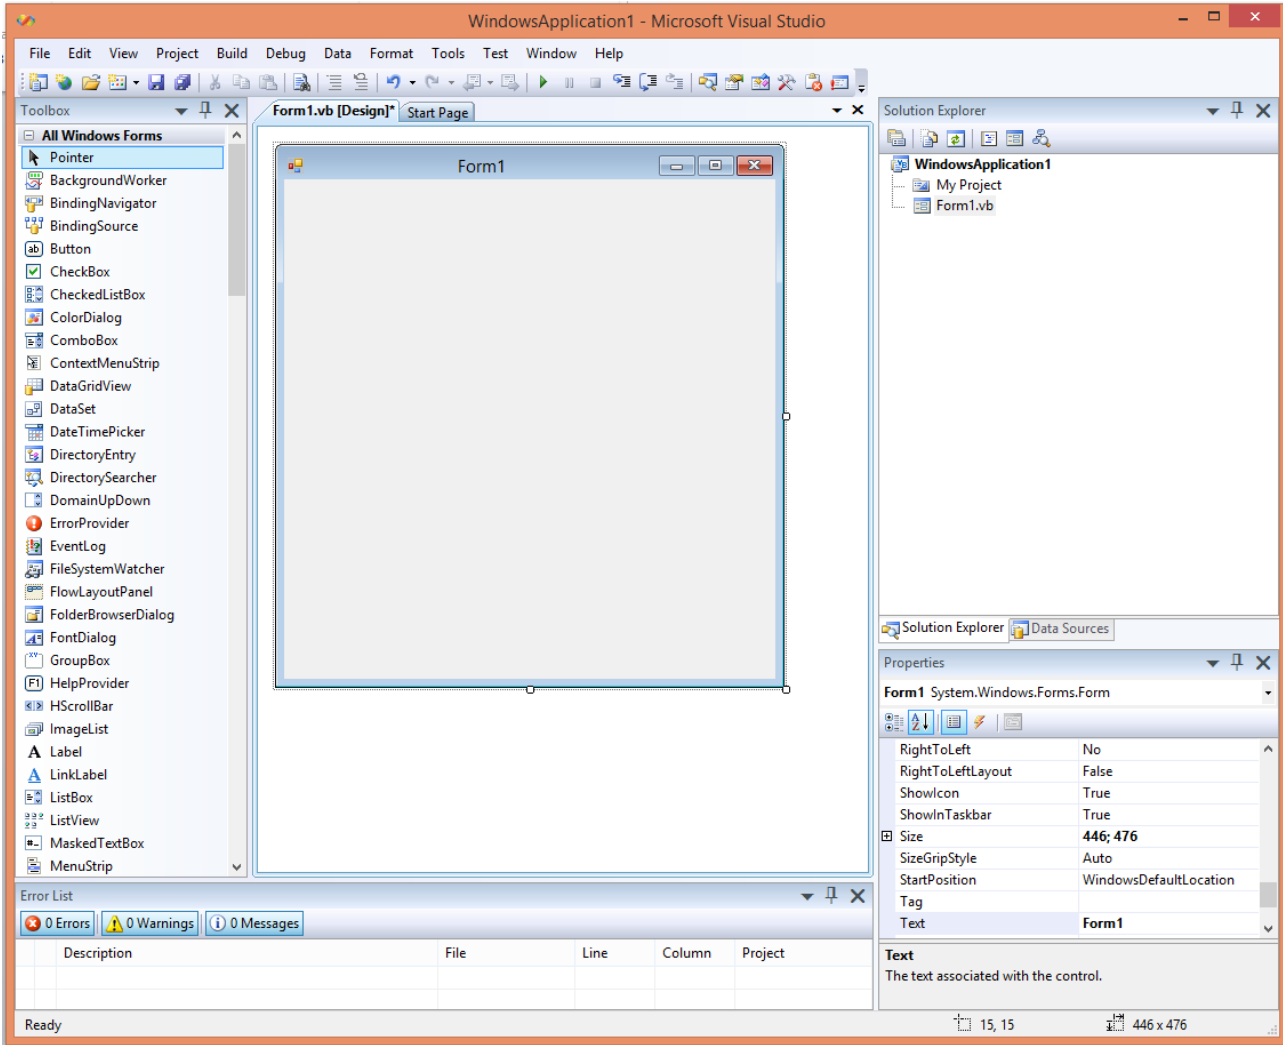 WindowsApplication1 - Microsoft Visual Studio
File Edit View Project Build Debug Data Format Tools Test Window Help
Toolbox
All Windows Forms
Pointer
BackgroundWorker
BindingNavigator
BindingSource
Button
CheckBox
CheckedListBox
ColorDialog
ComboBox
ContextMenuStrip
DataGridView
DataSet
DateTimePicker
DirectoryEntry
DirectorySearcher
DomainUpDown
ErrorProvider
EventLog
FileSystemWatcher
FlowLayoutPanel
FolderBrowserDialog
FontDialog
GroupBox
HelpProvider
HScrollBar
ImageList
Label
LinkLabel
ListBox
ListView
MaskedTextBox
MenuStrip
Form1.vb [Design]* Start Page
Form1
Solution Explorer
WindowsApplication1
My Project
Form1.vb
Solution Explorer Data Sources
Properties
Form1 System.Windows.Forms.Form
RightToLeft No
RightToLeftLayout False
ShowIcon True
ShowInTaskbar True
Size 446; 476
SizeGripStyle Auto
StartPosition WindowsDefaultLocation
Tag
Text Form1
Text
The text associated with the control.
Error List
0 Errors 0 Warnings 0 Messages
Description File Line Column Project
Ready 15, 15 446 x 476